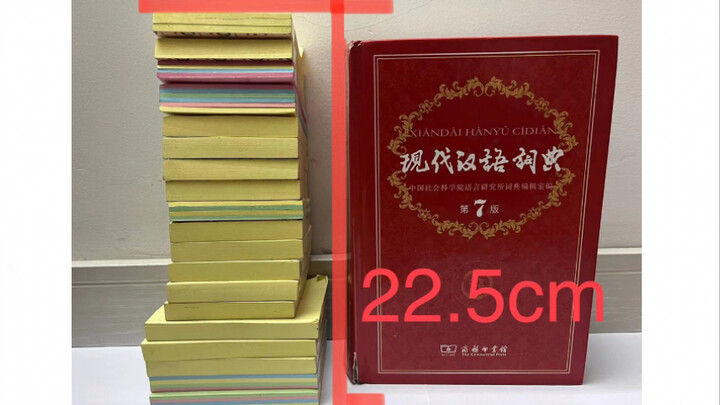 XIANDAI HANYU CIDIAN
现代汉语词典
中国社会科学院语言研究所词典编辑室编
第7版
22.5cm
商务印书馆
The Commercial Press